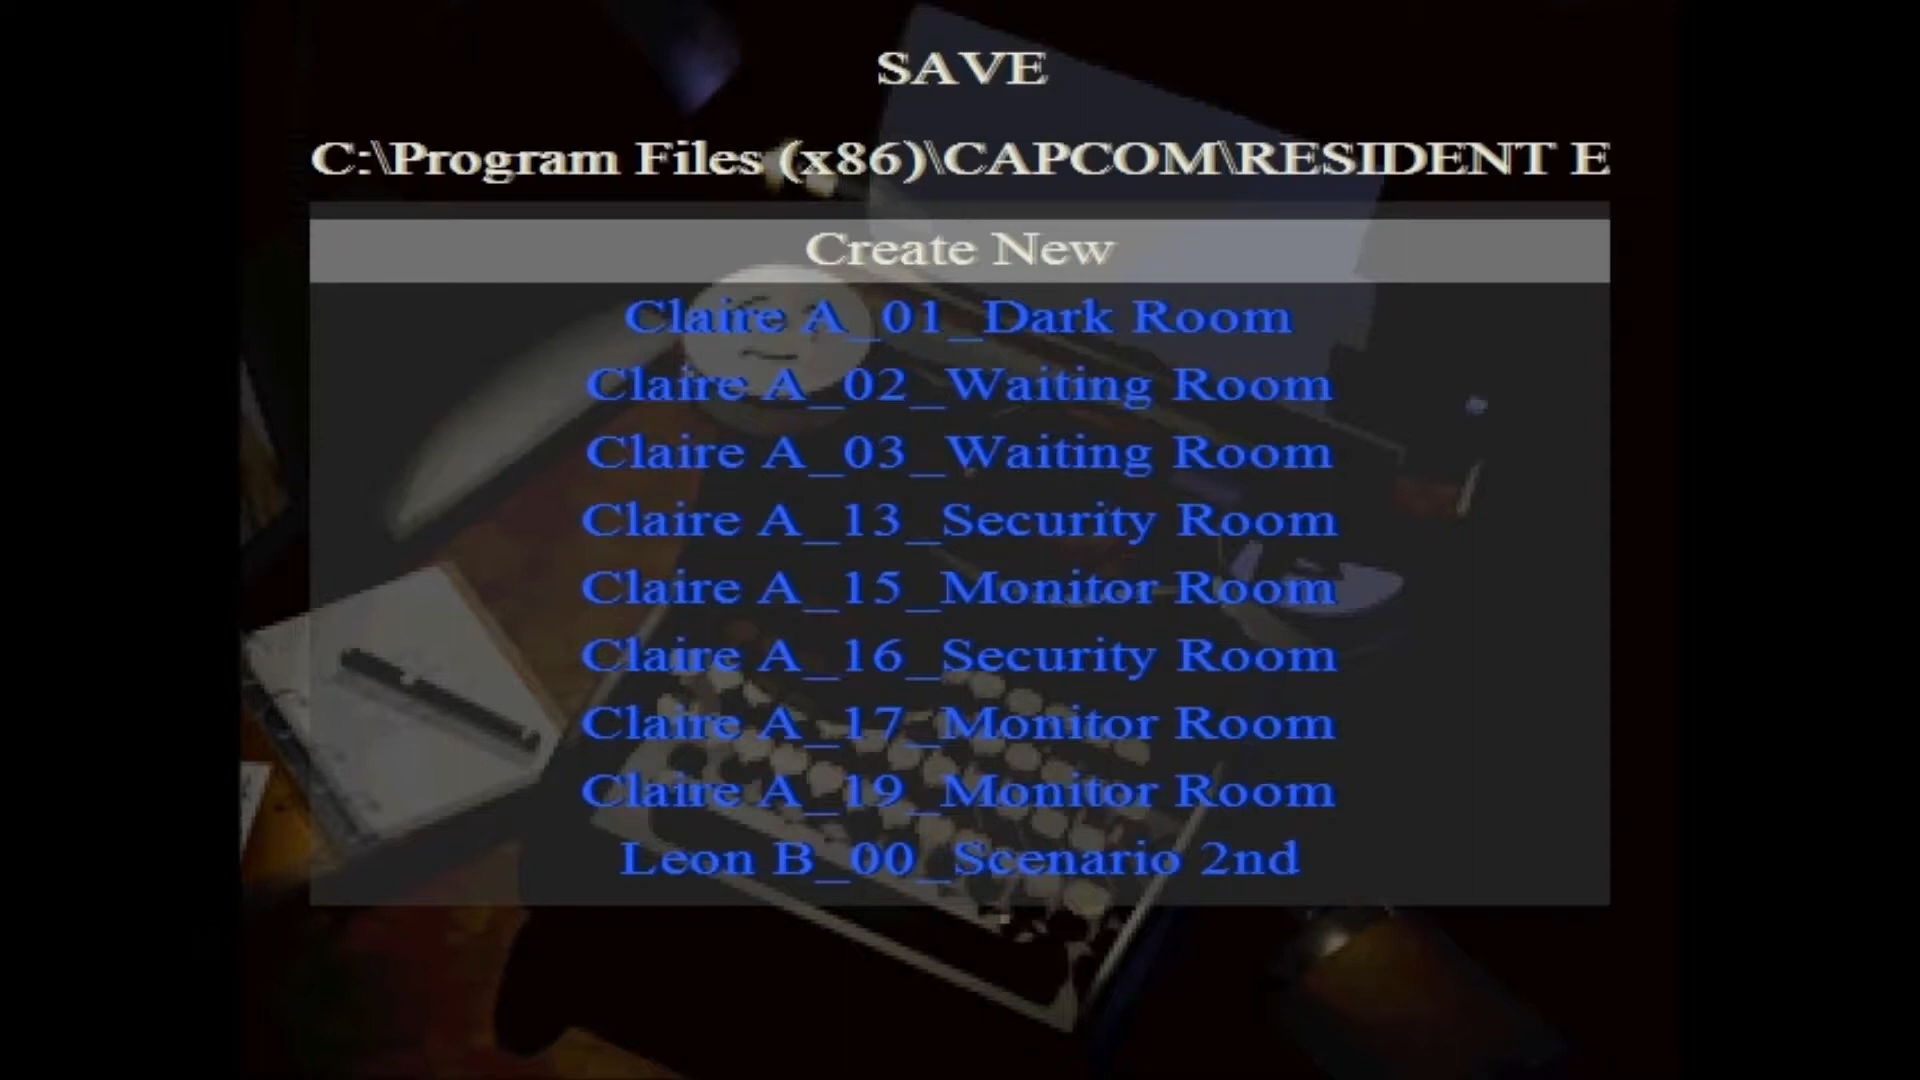 SAVE
C:\Program Files (x86)\CAPCOM\RESIDENT E
Create New
Claire A_01_Dark Room
Claire A_02_Waiting Room
Claire A_03_Waiting Room
Claire A_13_Security Room
Claire A_15_Monitor Room
Claire A_16_Security Room
Claire A_17_Monitor Room
Claire A_19_Monitor Room
Leon B_00_Scenario 2nd